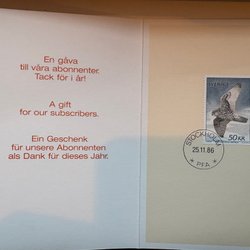 En gåva
till våra abonnenter.
Tack för i år!
A gift
for our subscribers.
Ein Geschenk
für unsere Abonnenten
als Dank für dieses Jahr.
SVERIGE
50 KR
STOCKHOLM
25.11.86
* PFA *